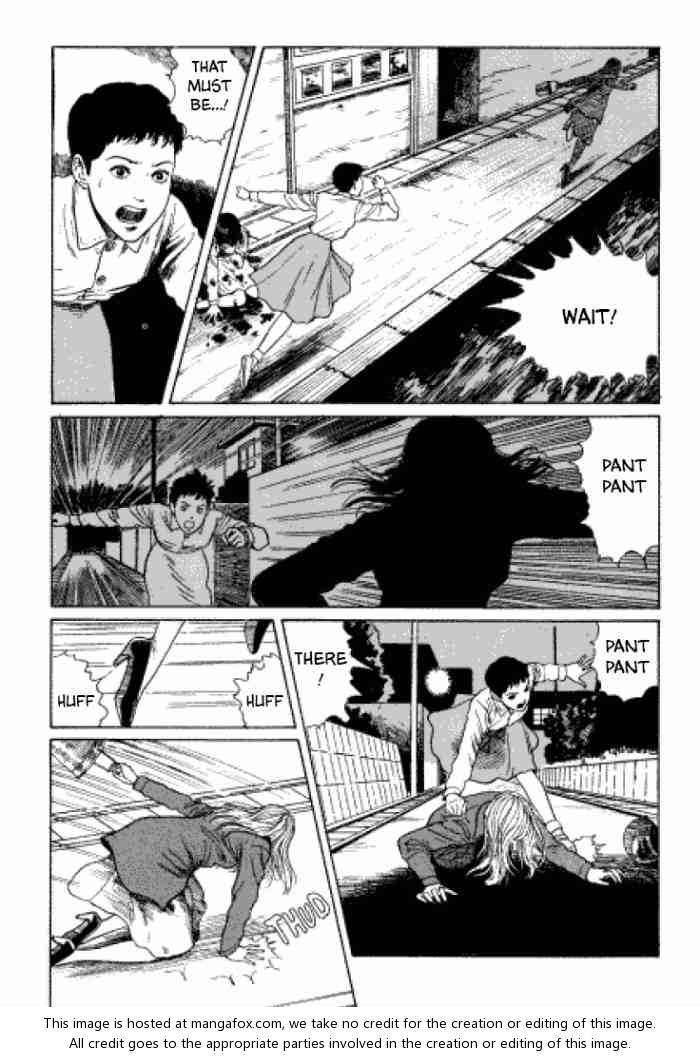 THAT
MUST
BE...!
WAIT!
PANT
PANT
HUFF
HUFF
THERE
!
PANT
PANT
THUD
This image is hosted at mangafox.com, we take no credit for the creation or editing of this image.
All credit goes to the appropriate parties involved in the creation or editing of this image.